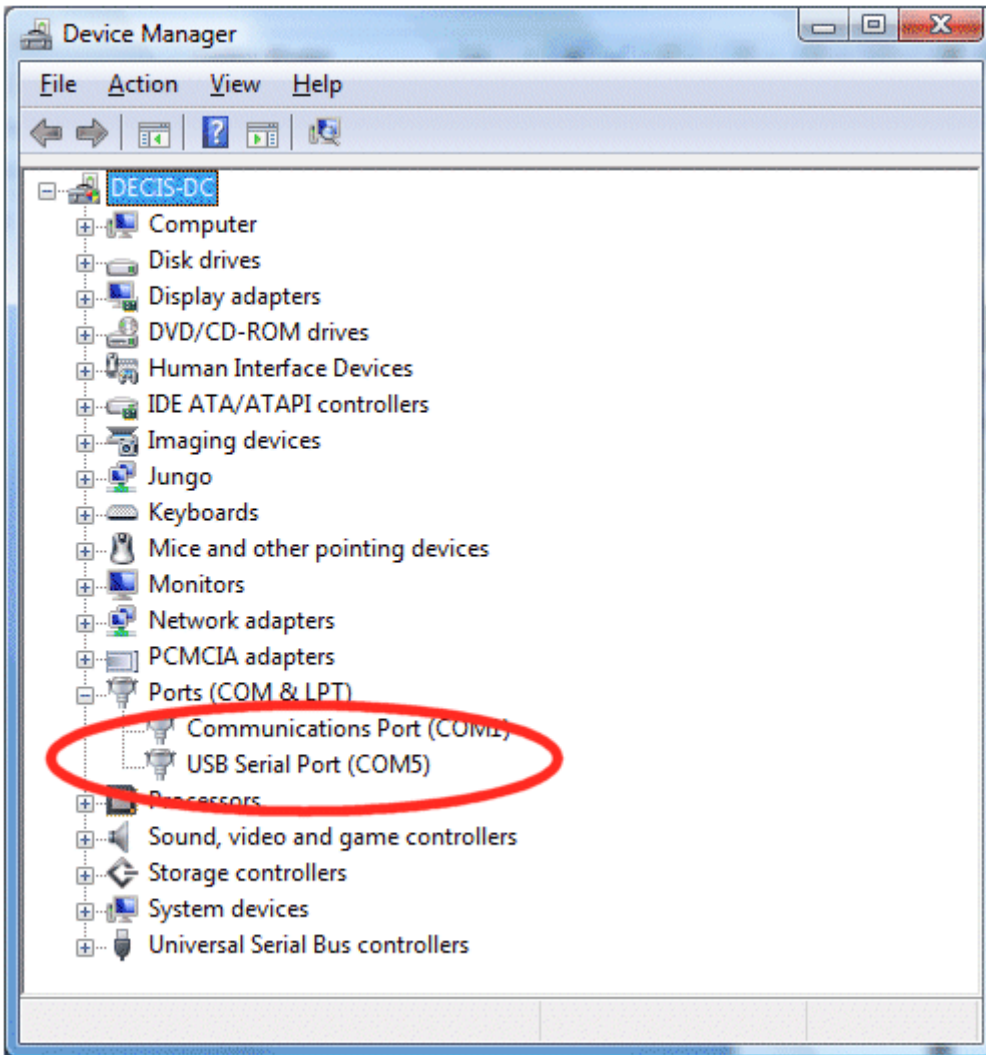 Device Manager
File Action View Help
DECIS-DC
Computer
Disk drives
Display adapters
DVD/CD-ROM drives
Human Interface Devices
IDE ATA/ATAPI controllers
Imaging devices
Jungo
Keyboards
Mice and other pointing devices
Monitors
Network adapters
PCMCIA adapters
Ports (COM & LPT)
Communications Port (COM1)
USB Serial Port (COM5)
Processors
Sound, video and game controllers
Storage controllers
System devices
Universal Serial Bus controllers